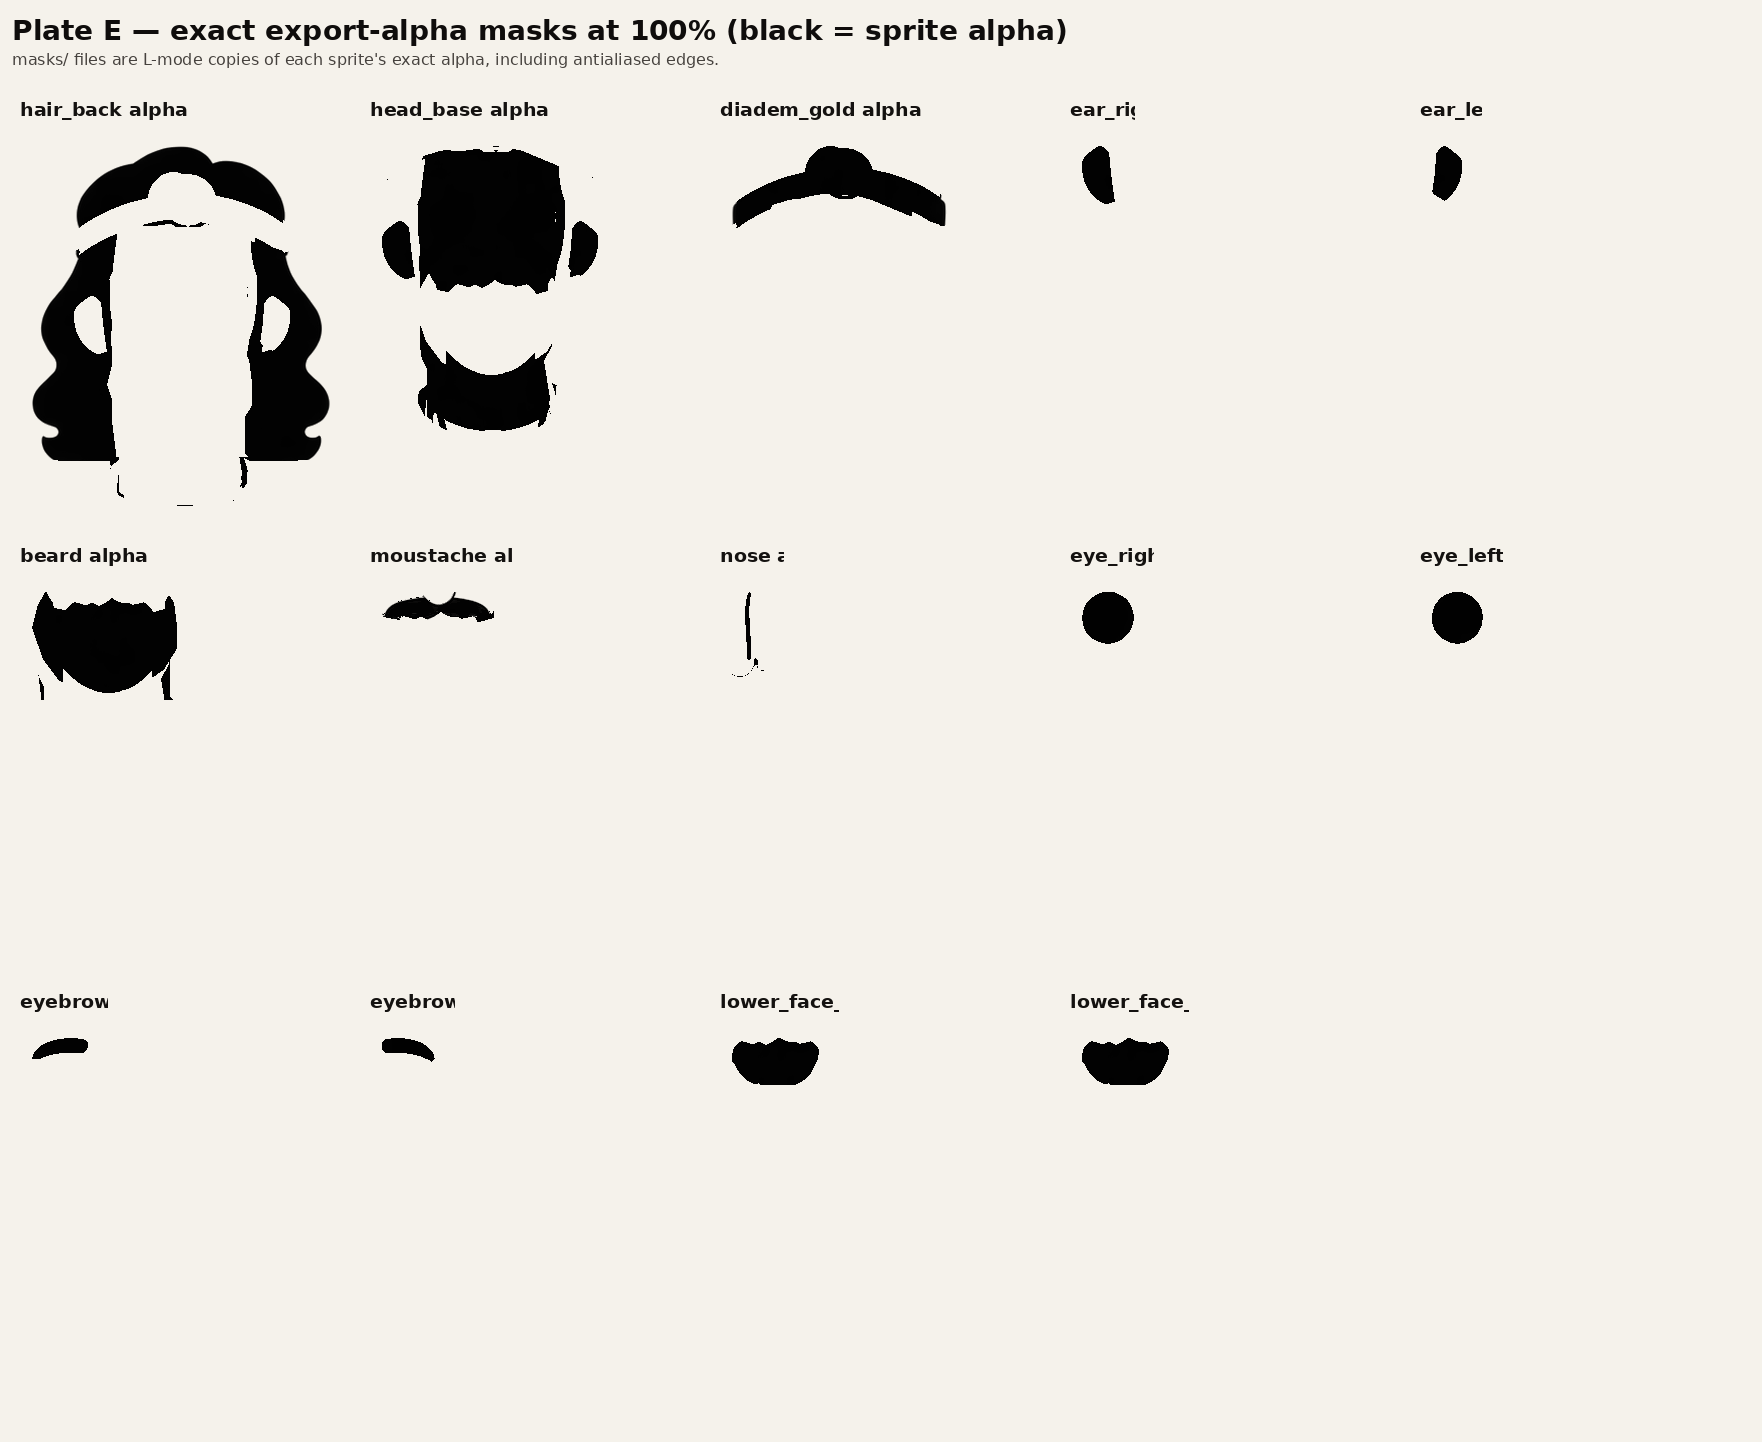 Plate E — exact export-alpha masks at 100% (black = sprite alpha)
masks/ files are L-mode copies of each sprite's exact alpha, including antialiased edges.
hair_back alpha head_base alpha diadem_gold alpha ear_rig ear_le
beard alpha moustache al nose a eye_righ eye_left
eyebrow eyebrow lower_face_ lower_face_